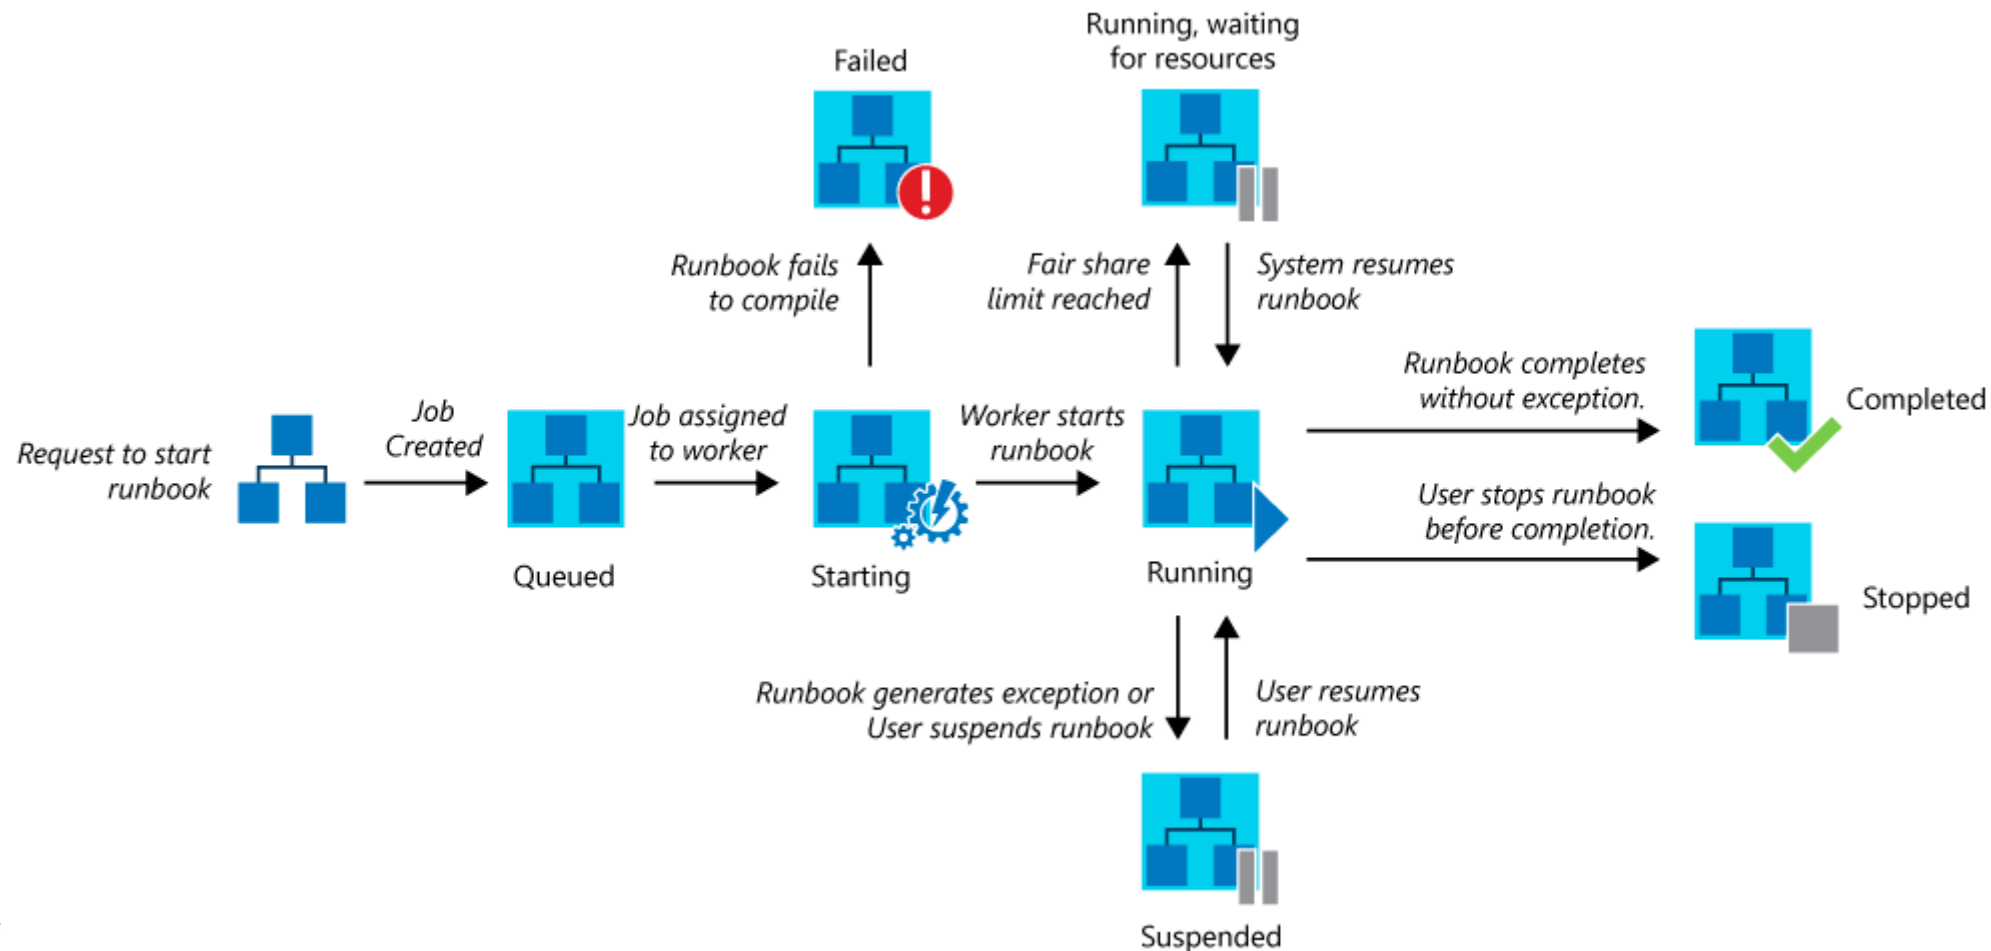 Failed
Running, waiting
for resources
Runbook fails
to compile
Fair share
limit reached
System resumes
runbook
Request to start
runbook
Job
Created
Queued
Job assigned
to worker
Starting
Worker starts
runbook
Running
Runbook completes
without exception.
Completed
User stops runbook
before completion.
Stopped
Runbook generates exception or
User suspends runbook
User resumes
runbook
Suspended